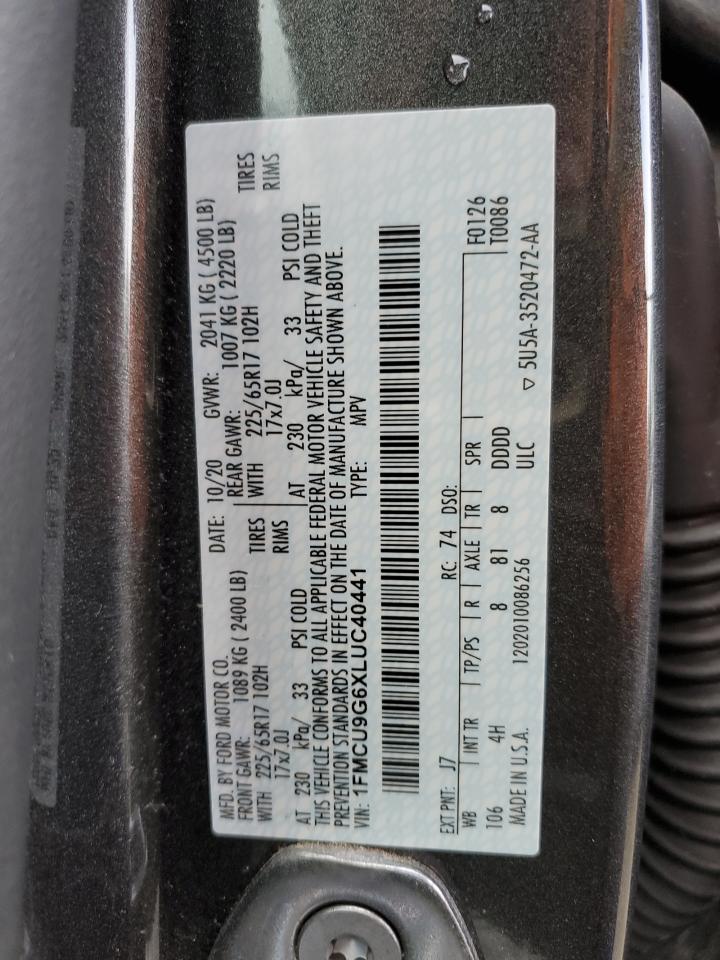 MFD. BY FORD MOTOR CO.
DATE: 10/20 GVWR: 2041 KG ( 4500 LB)
FRONT GAWR: 1089 KG ( 2400 LB) REAR GAWR: 1007 KG ( 2220 LB)
WITH 225/65R17 102H TIRES WITH 225/65R17 102H TIRES
17x7.0J RIMS 17x7.0J RIMS
AT 230 kPa/ 33 PSI COLD AT 230 kPa/ 33 PSI COLD
THIS VEHICLE CONFORMS TO ALL APPLICABLE FEDERAL MOTOR VEHICLE SAFETY AND THEFT
PREVENTION STANDARDS IN EFFECT ON THE DATE OF MANUFACTURE SHOWN ABOVE.
VIN: 1FMCU9G6XLUC40441 TYPE: MPV
EXT PNT: J7 RC: 74 DSO:
WB INT TR TP/PS R AXLE TR SPR F0126
106 4H 8 81 8 DDDD T0086
MADE IN U.S.A. 1202010086256 ULC ▽ 5U5A-3520472-AA